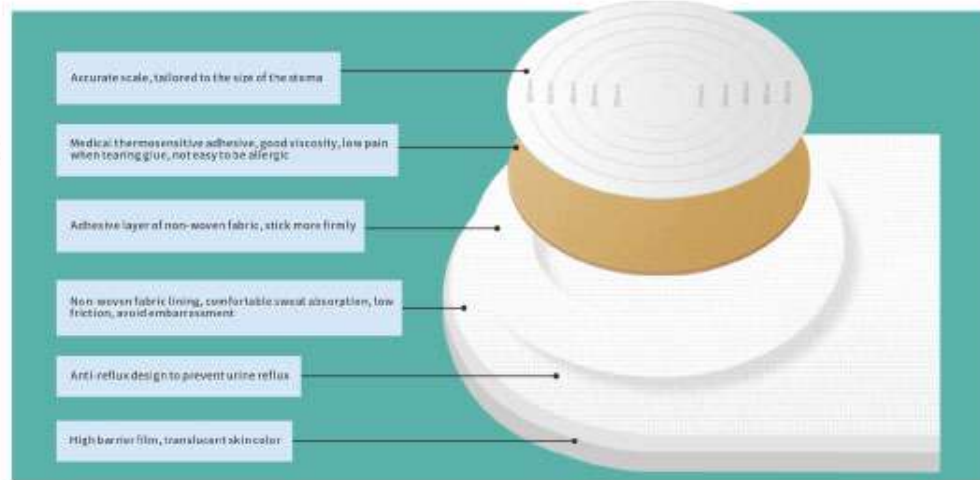 Accurate scale, tailored to the size of the stoma
Medical thermosensitive adhesive, good viscosity, low pain
when tearing glue, not easy to be allergic
Adhesive layer of non-woven fabric, stick more firmly
Non-woven fabric lining, comfortable sweat absorption, low
friction, avoid embarrassment
Anti-reflux design to prevent urine reflux
High barrier film, translucent skin color